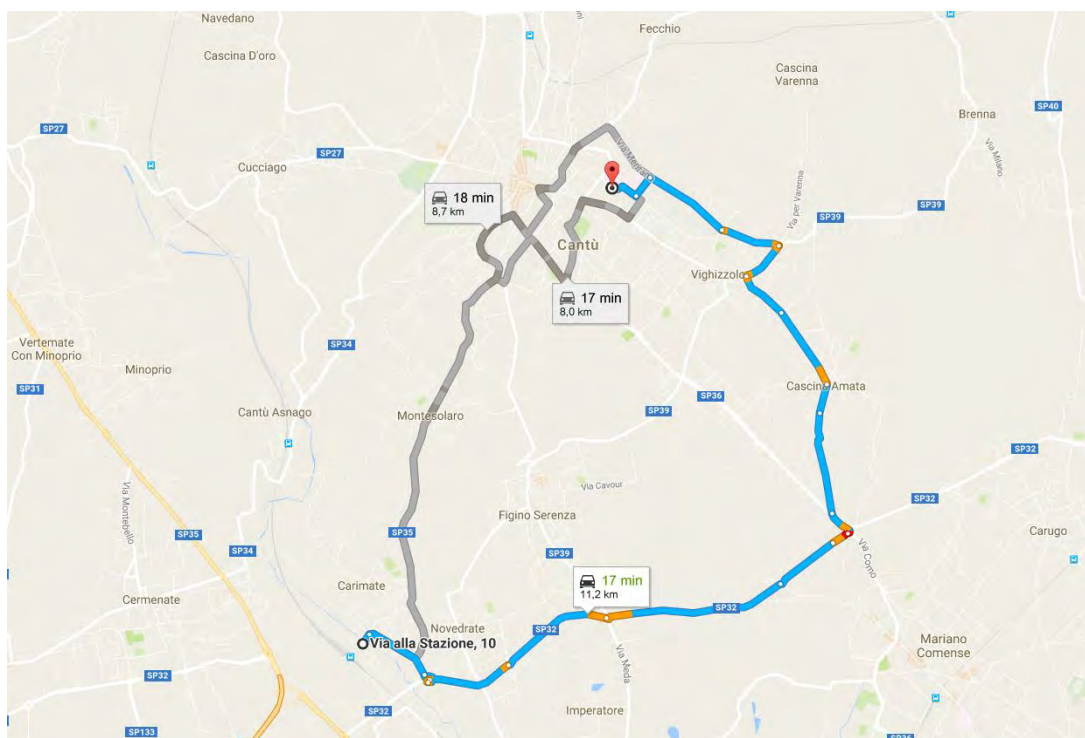 Navedano
Fecchio
Cascina D'oro
Cascina
Varenna
Brenna
SP40
SP27
SP27
Cucciago
Via Mentana
Via Milano
18 min
8,7 km
Via per Varenna
SP39
SP39
Cantù
Vighizzolo
17 min
8,0 km
Vertemate
Con Minoprio
Minoprio
SP34
SP31
Cascina Amata
SP36
Cantù Asnago
Montesolaro
SP39
SP32
Via Montebello
Via Cavour
SP32
Figino Serenza
SP35
SP35
Via Como
Carugo
SP34
SP39
Carimate
17 min
11,2 km
Cermenate
SP32
Novedrate
SP32
Via alla Stazione, 10
Mariano
Comense
Via Meda
SP32
SP32
Imperatore
SP133
SP36